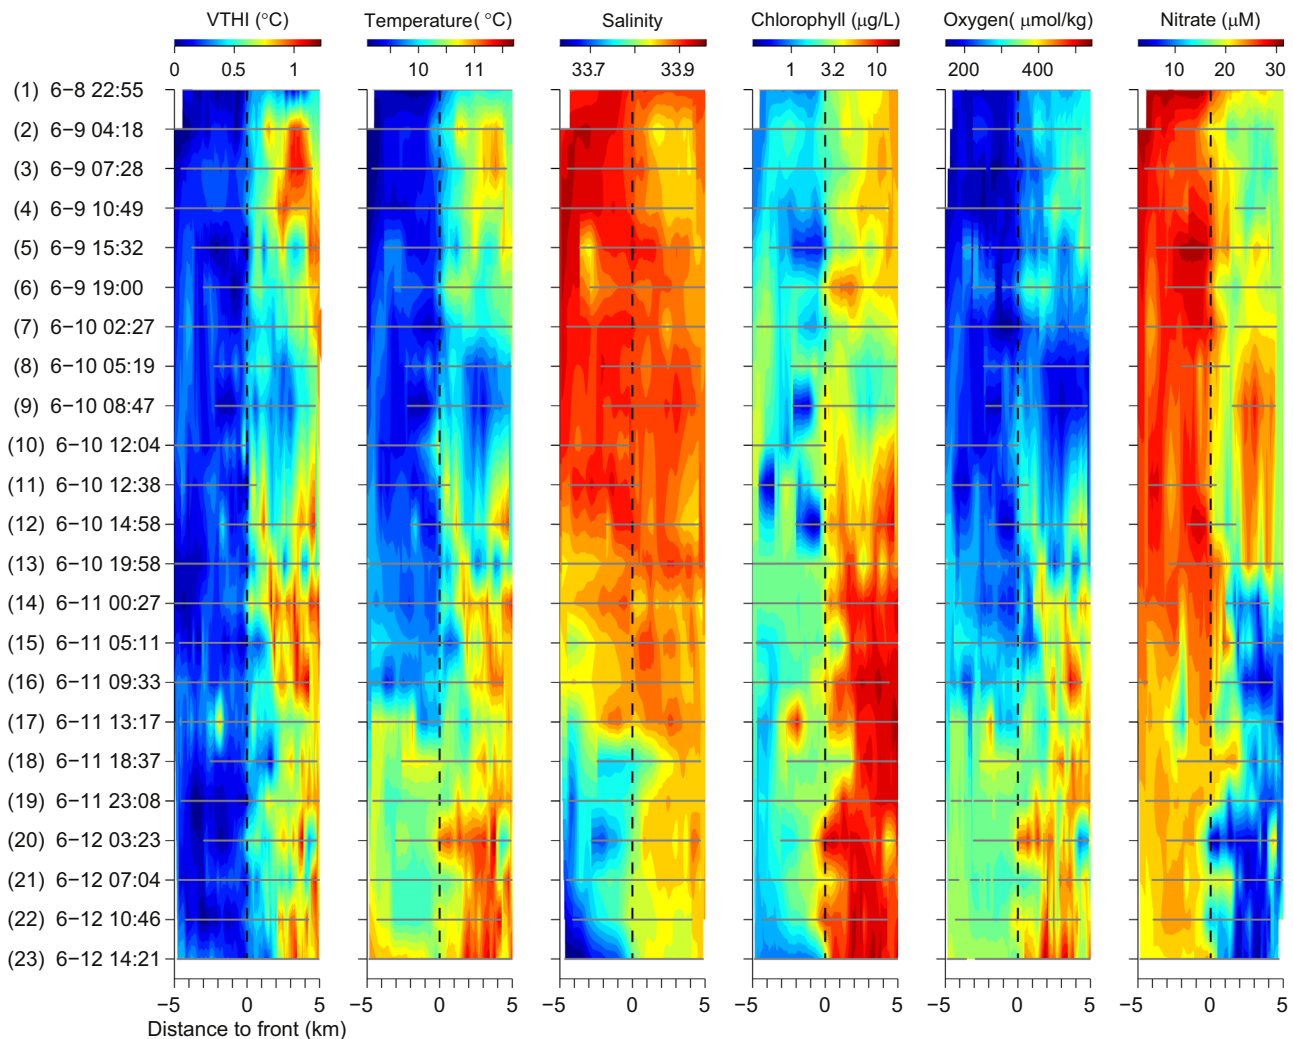 VTHI (°C) Temperature( °C) Salinity Chlorophyll (μg/L) Oxygen( μmol/kg) Nitrate (μM)
0 0.5 1 10 11 33.7 33.9 1 3.2 10 200 400 10 20 30
(1) 6−8 22:55
(2) 6−9 04:18
(3) 6−9 07:28
(4) 6−9 10:49
(5) 6−9 15:32
(6) 6−9 19:00
(7) 6−10 02:27
(8) 6−10 05:19
(9) 6−10 08:47
(10) 6−10 12:04
(11) 6−10 12:38
(12) 6−10 14:58
(13) 6−10 19:58
(14) 6−11 00:27
(15) 6−11 05:11
(16) 6−11 09:33
(17) 6−11 13:17
(18) 6−11 18:37
(19) 6−11 23:08
(20) 6−12 03:23
(21) 6−12 07:04
(22) 6−12 10:46
(23) 6−12 14:21
−5 0 5 −5 0 5 −5 0 5 −5 0 5 −5 0 5 −5 0 5
Distance to front (km)